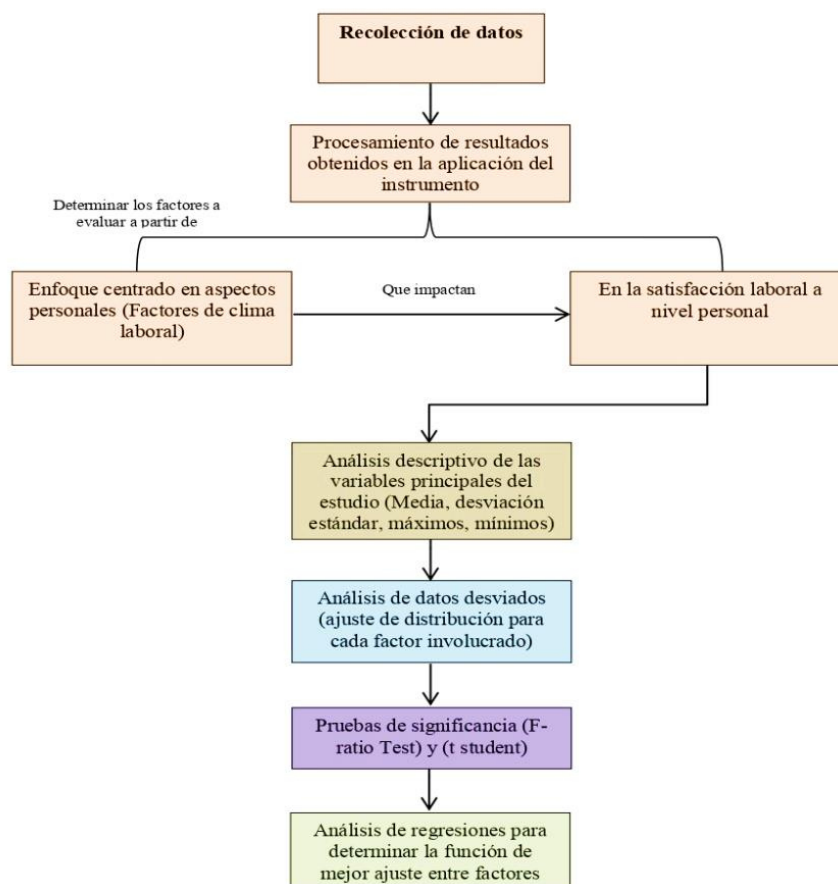 Recolección de datos
Procesamiento de resultados
obtenidos en la aplicación del
instrumento
Determinar los factores a
evaluar a partir de
Enfoque centrado en aspectos
personales (Factores de clima
laboral)
Que impactan
En la satisfacción laboral a
nivel personal
Análisis descriptivo de las
variables principales del
estudio (Media, desviación
estándar, máximos, mínimos)
Análisis de datos desviados
(ajuste de distribución para
cada factor involucrado)
Pruebas de significancia (F-
ratio Test) y (t student)
Análisis de regresiones para
determinar la función de
mejor ajuste entre factores